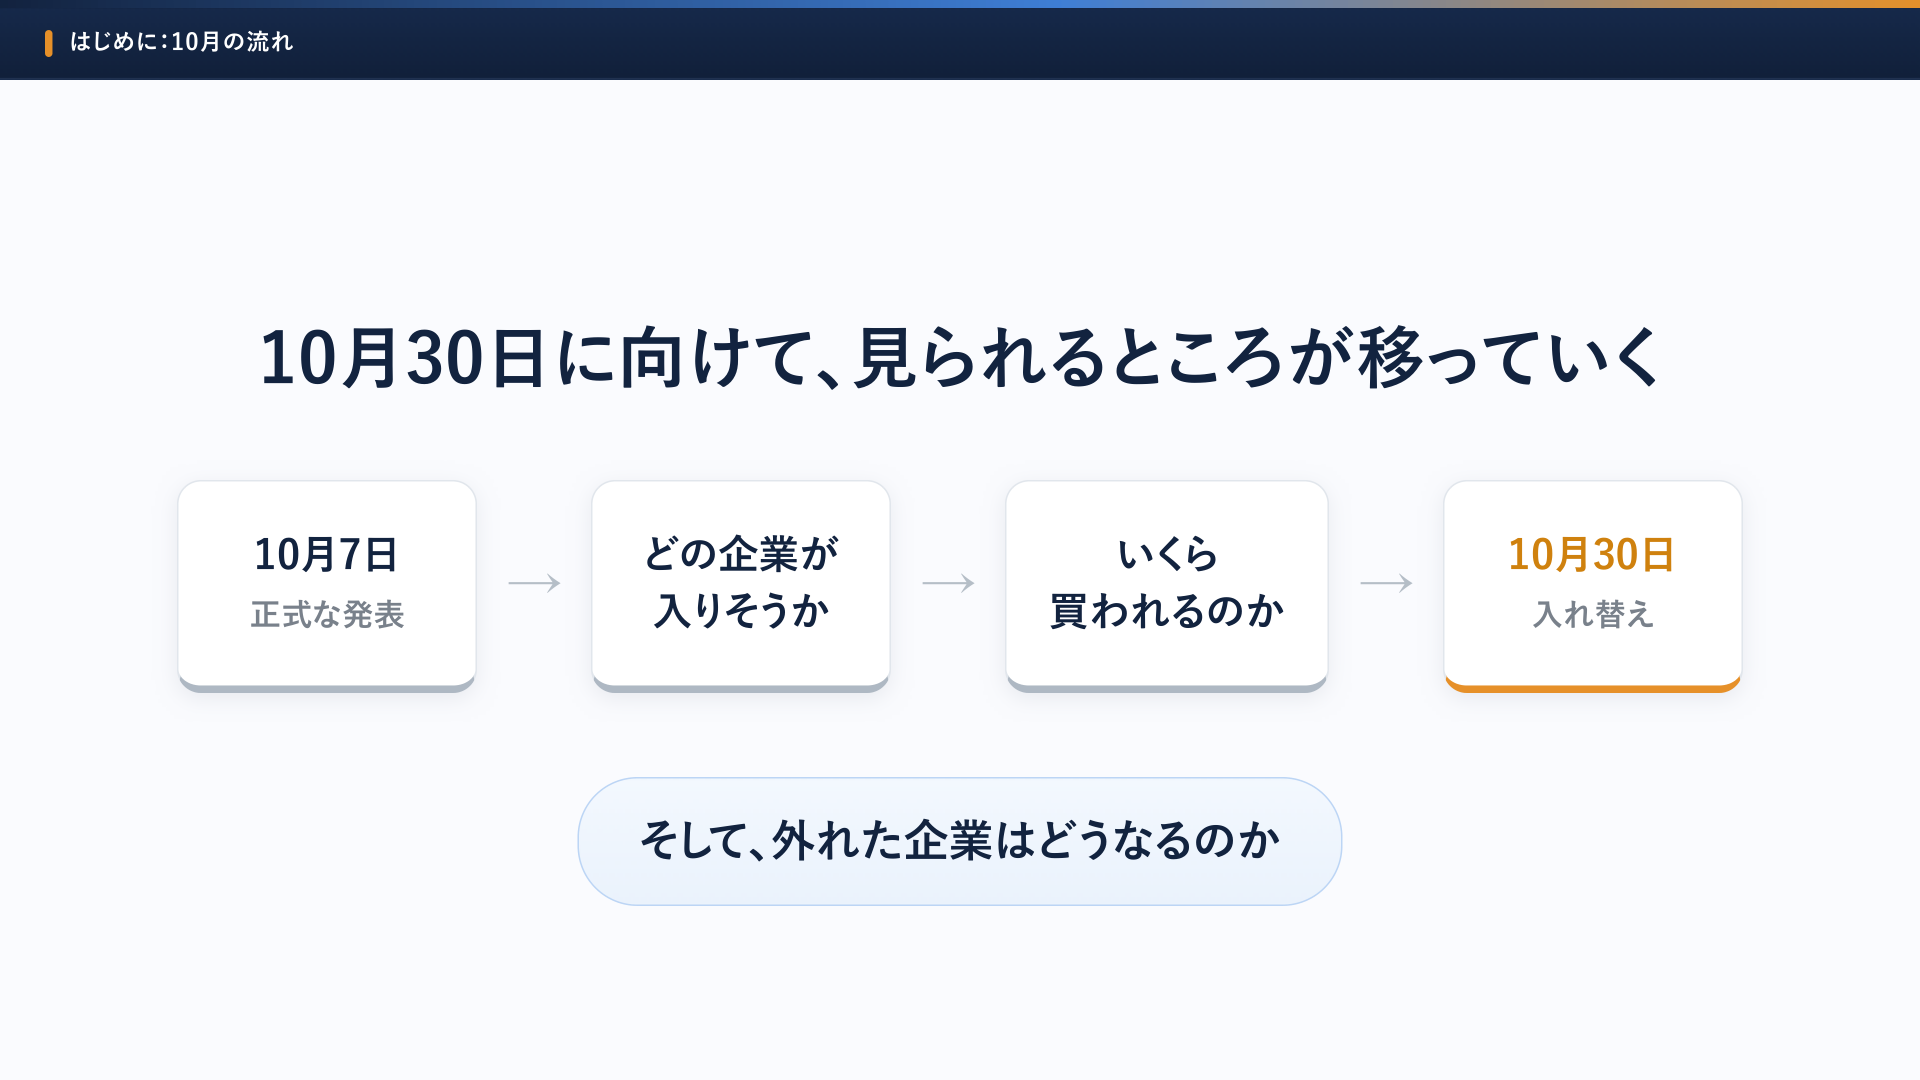 はじめに：10月の流れ
10月30日に向けて、見られるところが移っていく
10月7日
正式な発表
→
どの企業が
入りそうか
→
いくら
買われるのか
→
10月30日
入れ替え
そして、外れた企業はどうなるのか